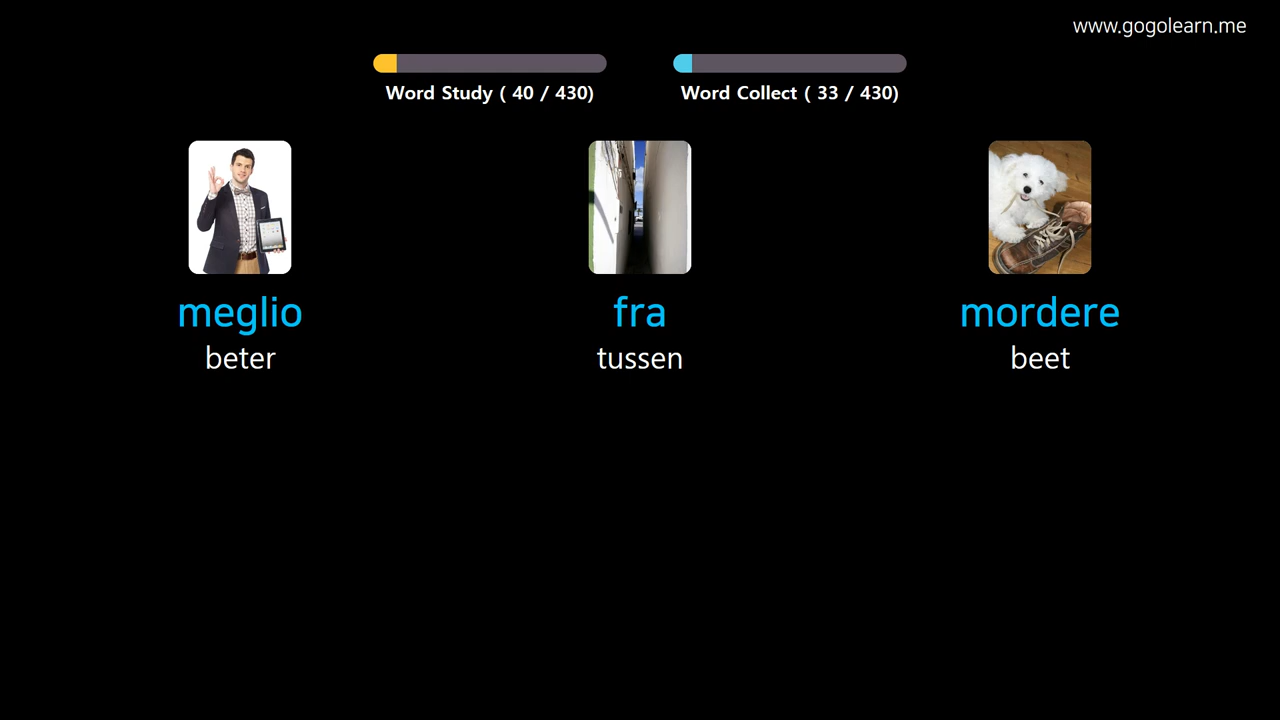 www.gogolearn.me
Word Study ( 40 / 430)
Word Collect ( 33 / 430)
meglio
fra
mordere
beter
tussen
beet